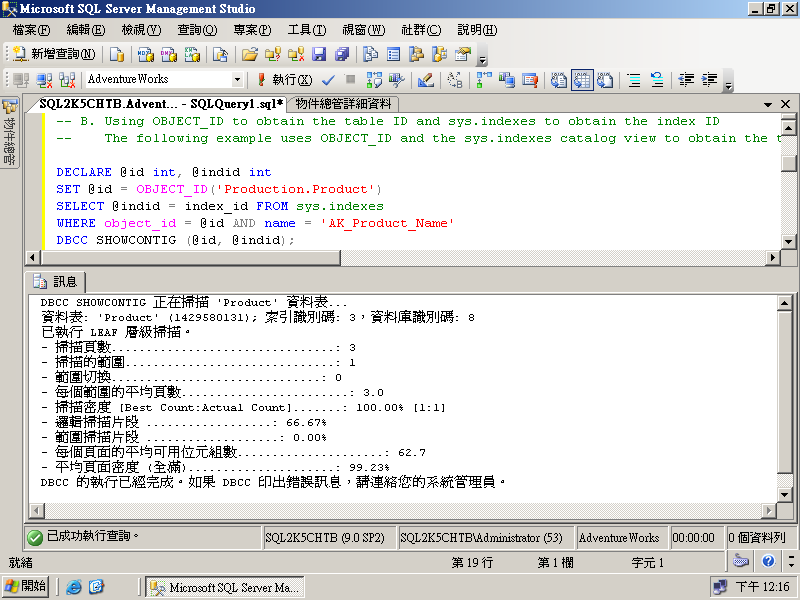 Microsoft SQL Server Management Studio
檔案(F) 編輯(E) 檢視(V) 查詢(Q) 專案(P) 工具(T) 視窗(W) 社群(C) 說明(H)
新增查詢(N)
AdventureWorks 執行(X)
SQL2K5CHTB.Advent... - SQLQuery1.sql* 物件總管詳細資料
物件總管
-- B. Using OBJECT_ID to obtain the table ID and sys.indexes to obtain the index ID
-- The following example uses OBJECT_ID and the sys.indexes catalog view to obtain the t
DECLARE @id int, @indid int
SET @id = OBJECT_ID('Production.Product')
SELECT @indid = index_id FROM sys.indexes
WHERE object_id = @id AND name = 'AK_Product_Name'
DBCC SHOWCONTIG (@id, @indid);
訊息
DBCC SHOWCONTIG 正在掃描 'Product' 資料表...
資料表: 'Product' (1429580131); 索引識別碼: 3，資料庫識別碼: 8
已執行 LEAF 層級掃描。
- 掃描頁數................................: 3
- 掃描的範圍..............................: 1
- 範圍切換..............................: 0
- 每個範圍的平均頁數........................: 3.0
- 掃描密度 [Best Count:Actual Count].......: 100.00% [1:1]
- 邏輯掃描片段 ..................: 66.67%
- 範圍掃描片段 ..................: 0.00%
- 每個頁面的平均可用位元組數.....................: 62.7
- 平均頁面密度 (全滿).....................: 99.23%
DBCC 的執行已經完成。如果 DBCC 印出錯誤訊息，請連絡您的系統管理員。
已成功執行查詢。 SQL2K5CHTB (9.0 SP2) SQL2K5CHTB\Administrator (53) AdventureWorks 00:00:00 0 個資料列
就緒 第 19 行 第 1 欄 字元 1
開始 Microsoft SQL Server Ma... 下午 12:16